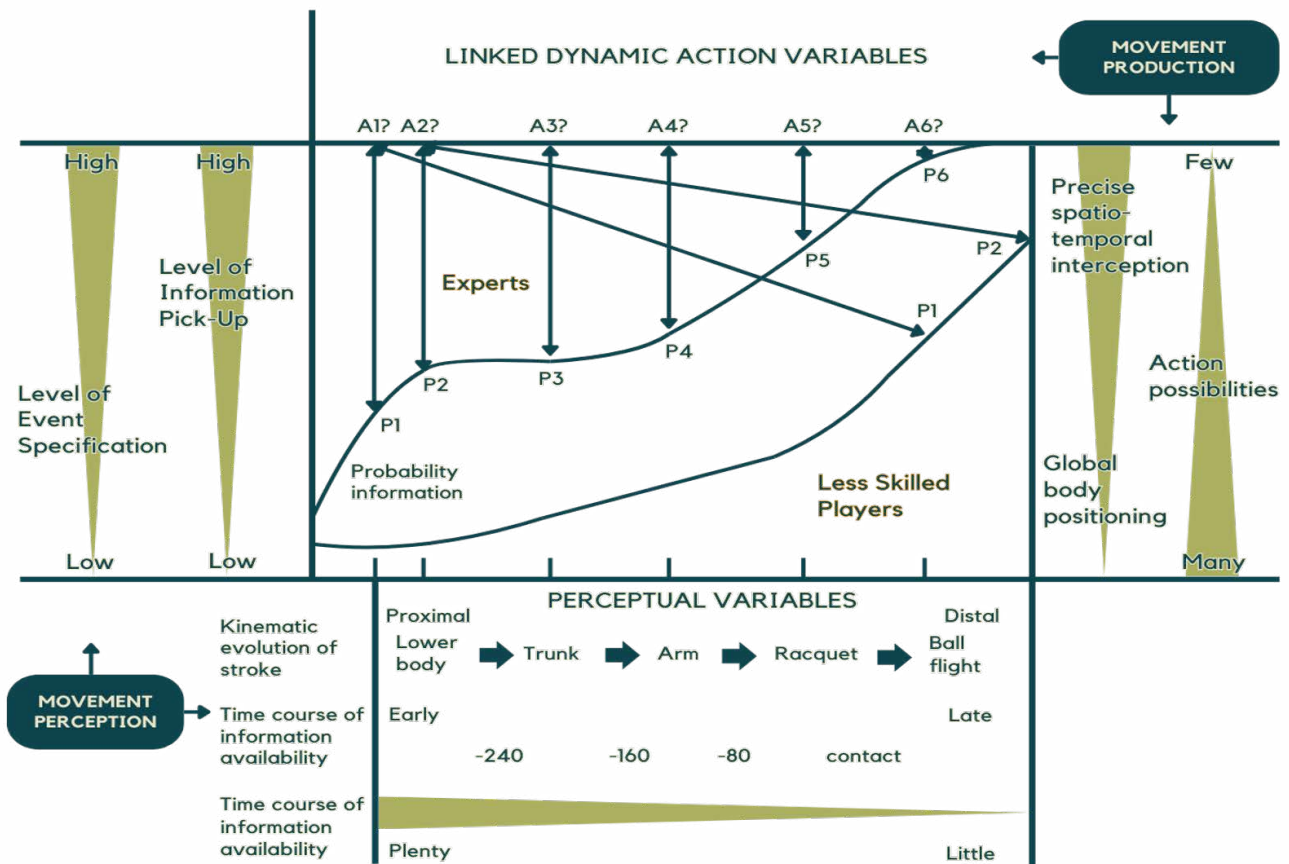 LINKED DYNAMIC ACTION VARIABLES
MOVEMENT
PRODUCTION
A1?
A2?
A3?
A4?
A5?
A6?
High
High
Few
Level of
Information
Pick-Up
Level of
Event
Specification
Low
Low
Experts
P1
P2
P3
P4
P5
P6
P1
P2
Probability
information
Less Skilled
Players
Precise
spatio-
temporal
interception
Action
possibilities
Global
body
positioning
Many
PERCEPTUAL VARIABLES
MOVEMENT
PERCEPTION
Kinematic
evolution of
stroke
Proximal
Distal
Lower
body
Trunk
Arm
Racquet
Ball
flight
Time course of
information
availability
Early
Late
-240
-160
-80
contact
Time course of
information
availability
Plenty
Little